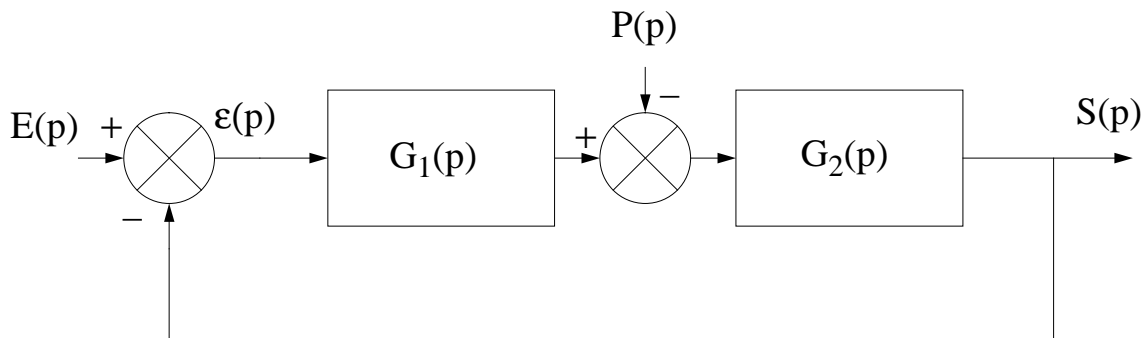 P(p)
E(p) + ε(p) G₁(p) + − G₂(p) S(p)
−